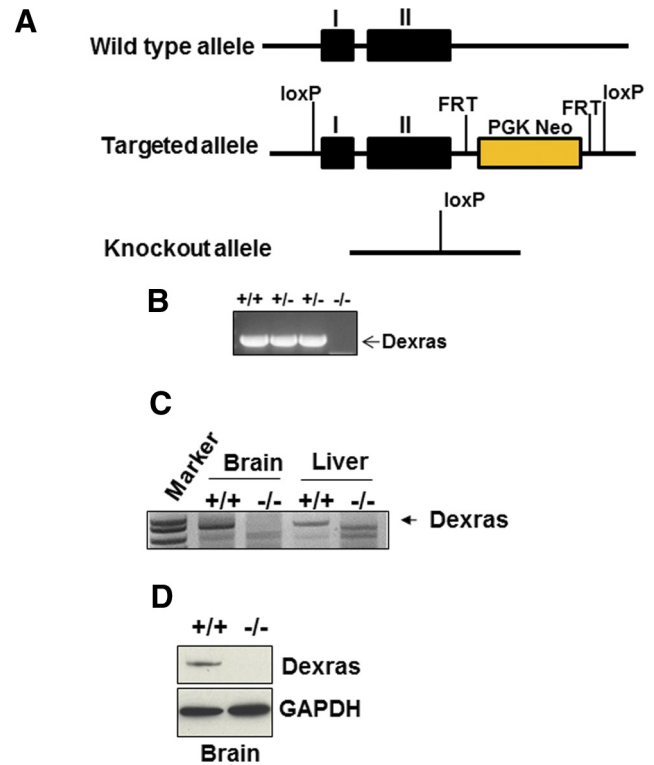 A
I II
Wild type allele
loxP FRT FRT loxP
I II PGK Neo
Targeted allele
loxP
Knockout allele
B
+/+ +/- +/- -/-
Dexras
C
Marker
Brain Liver
+/+ -/- +/+ -/-
Dexras
D
+/+ -/-
Dexras
GAPDH
Brain